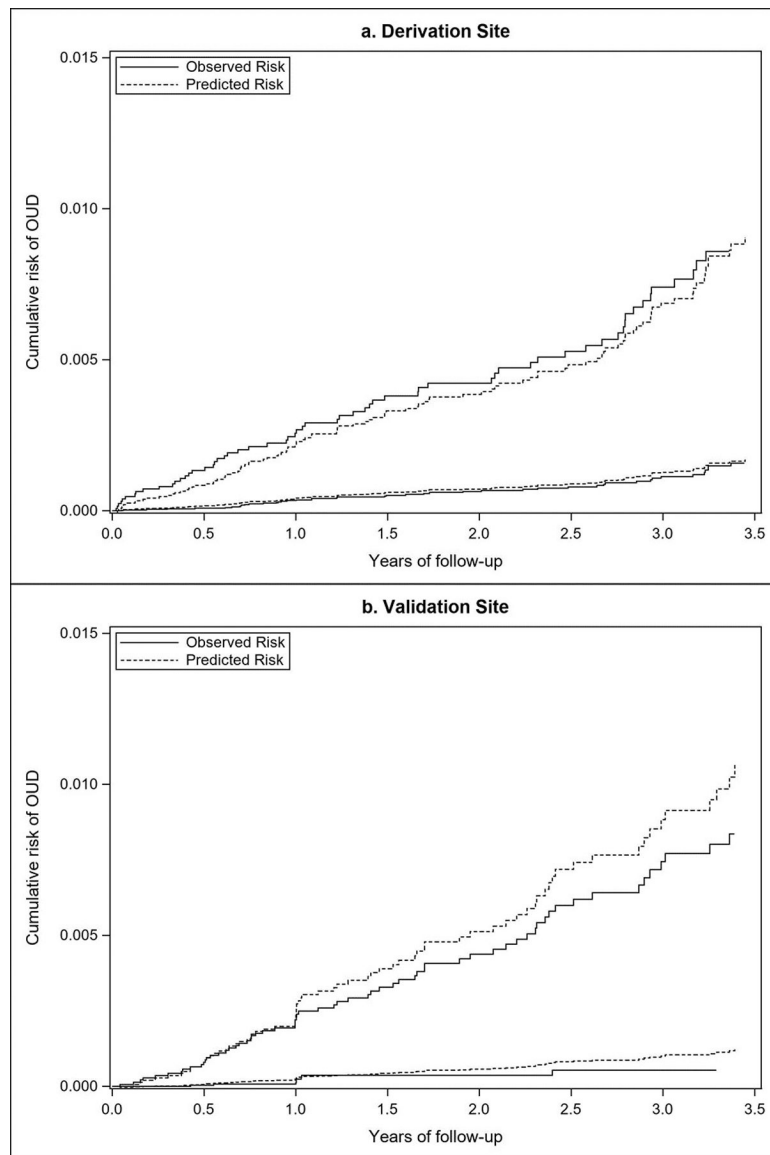 a. Derivation Site
0.015
Observed Risk
Predicted Risk
0.010
Cumulative risk of OUD
0.005
0.000
0.0 0.5 1.0 1.5 2.0 2.5 3.0 3.5
Years of follow-up
b. Validation Site
0.015
Observed Risk
Predicted Risk
0.010
Cumulative risk of OUD
0.005
0.000
0.0 0.5 1.0 1.5 2.0 2.5 3.0 3.5
Years of follow-up